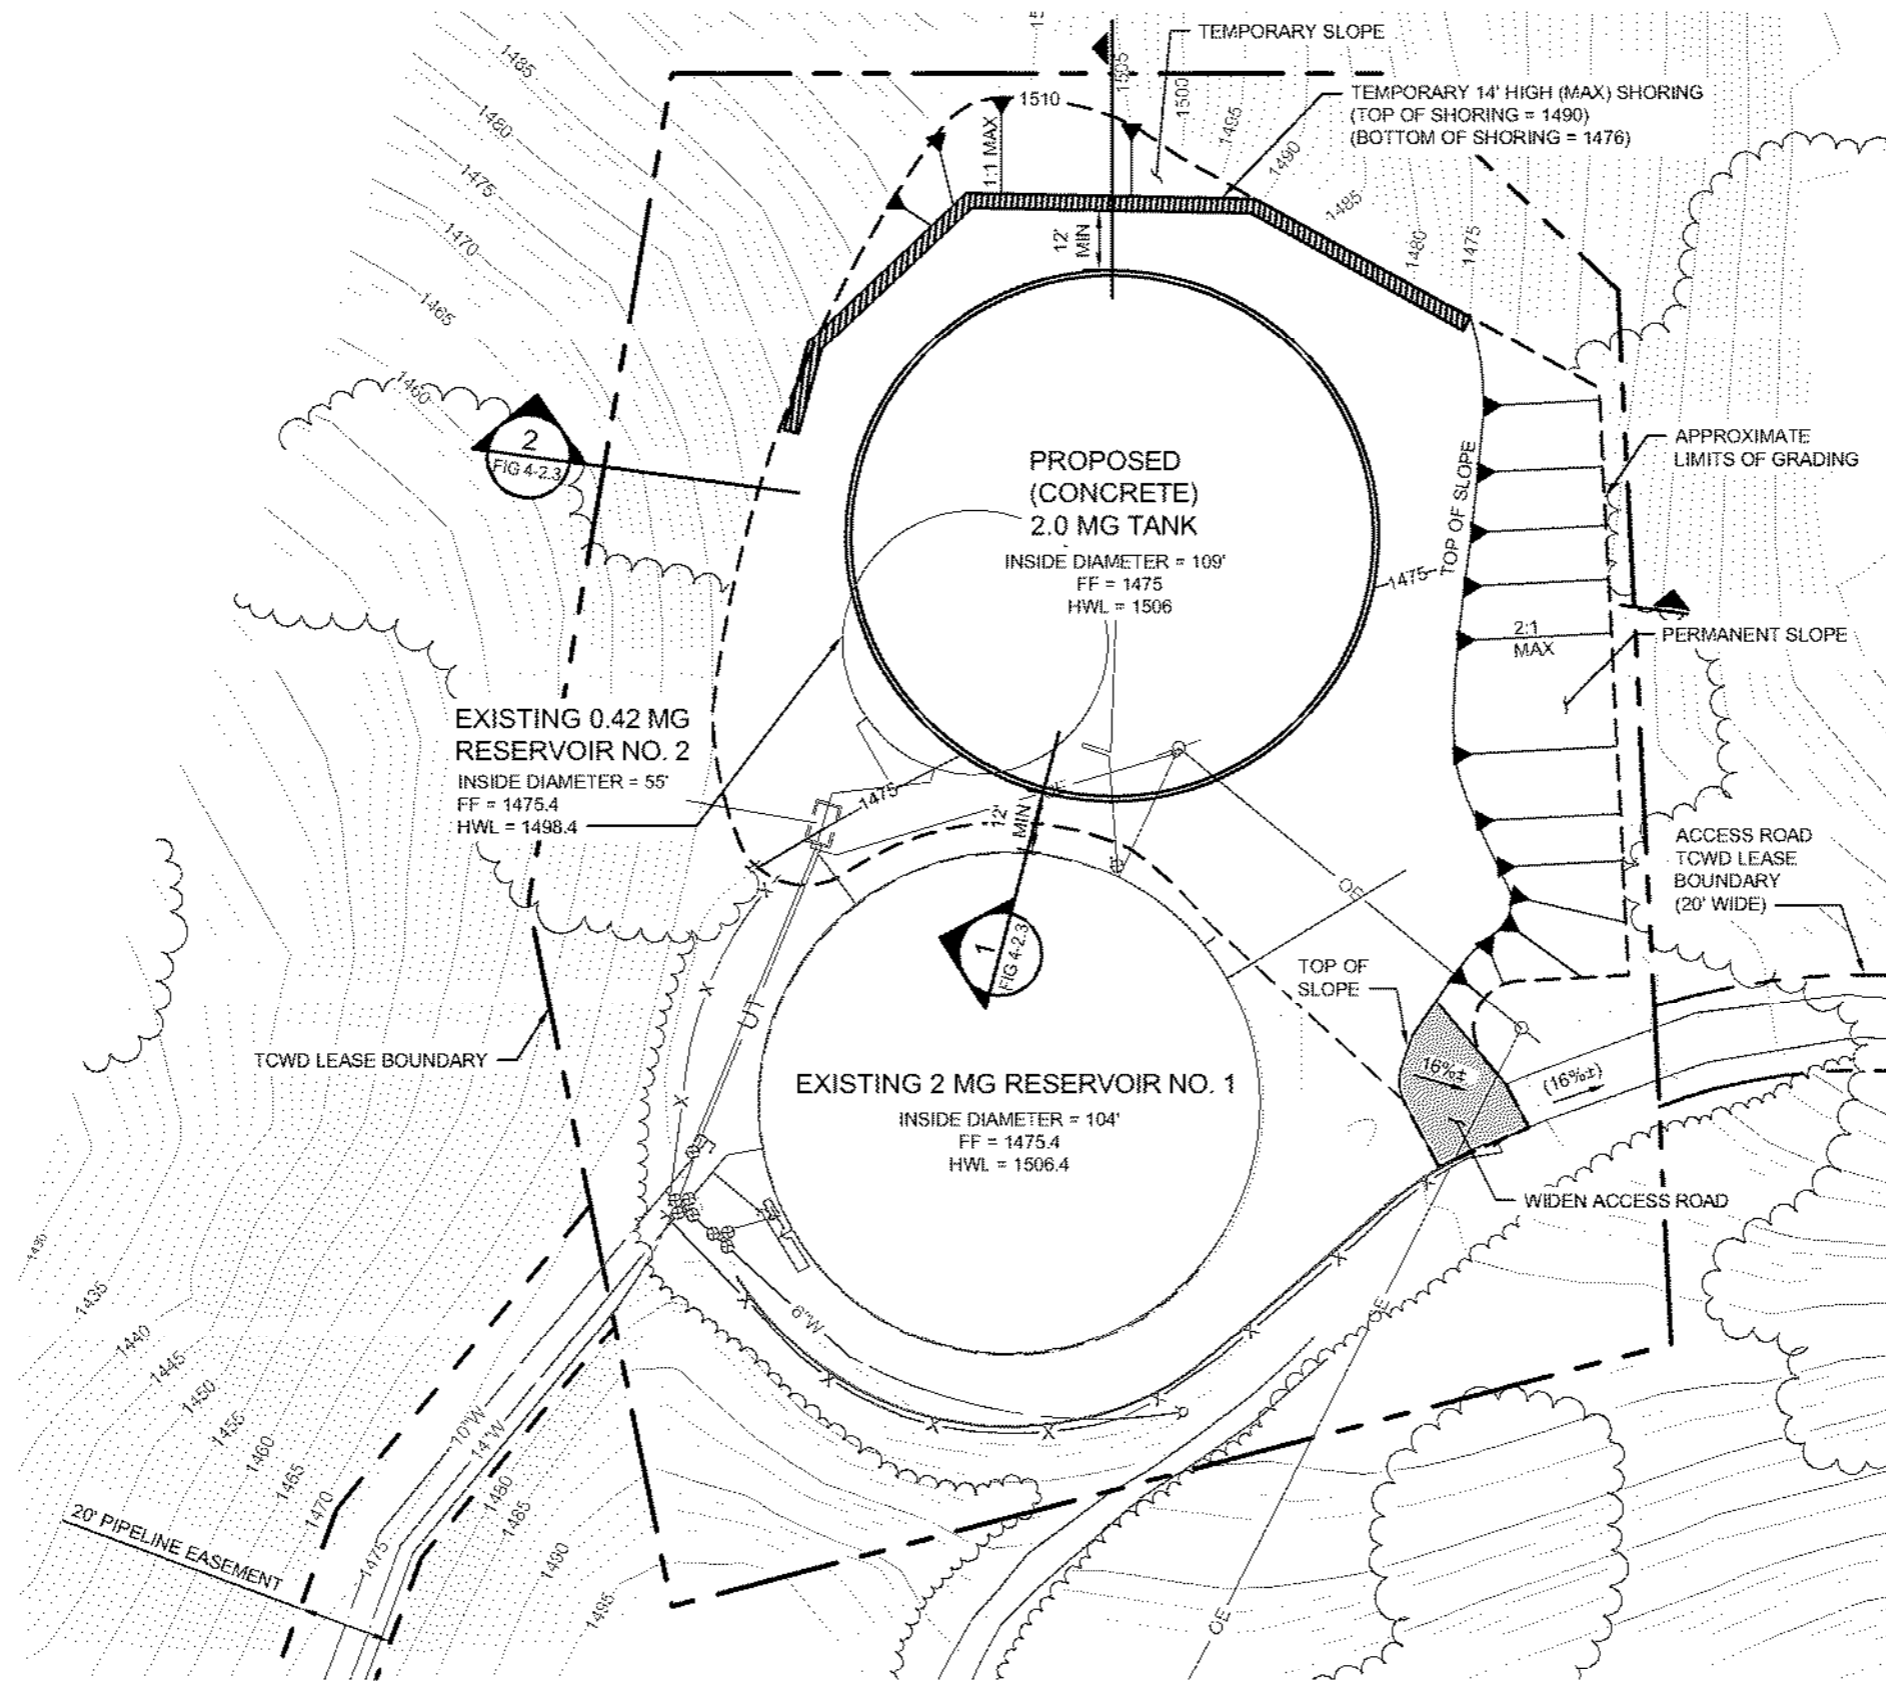 1485
1480
1475
1470
1465
1460
TEMPORARY SLOPE
TEMPORARY 14' HIGH (MAX) SHORING
(TOP OF SHORING = 1490)
(BOTTOM OF SHORING = 1476)
1510
1505
1500
1495
1490
1485
1480
1475
1:1 MAX
12'
MIN
2
FIG 4-2.3
PROPOSED
(CONCRETE)
2.0 MG TANK
INSIDE DIAMETER = 109'
FF = 1475
HWL = 1506
1475
TOP OF SLOPE
APPROXIMATE
LIMITS OF GRADING
2:1
MAX
PERMANENT SLOPE
EXISTING 0.42 MG
RESERVOIR NO. 2
INSIDE DIAMETER = 55'
FF = 1475.4
HWL = 1498.4
1475
OE
12'
MIN
OE
ACCESS ROAD
TCWD LEASE
BOUNDARY
(20' WIDE)
1
FIG 4-2.3
TOP OF
SLOPE
UT
TCWD LEASE BOUNDARY
EXISTING 2 MG RESERVOIR NO. 1
INSIDE DIAMETER = 104'
FF = 1475.4
HWL = 1506.4
16%±
(16%±)
WIDEN ACCESS ROAD
6"W
OE
10"W
14"W
1430
1435
1440
1445
1450
1455
1460
1465
1470
1475
1480
1485
1490
1495
20' PIPELINE EASEMENT
OE